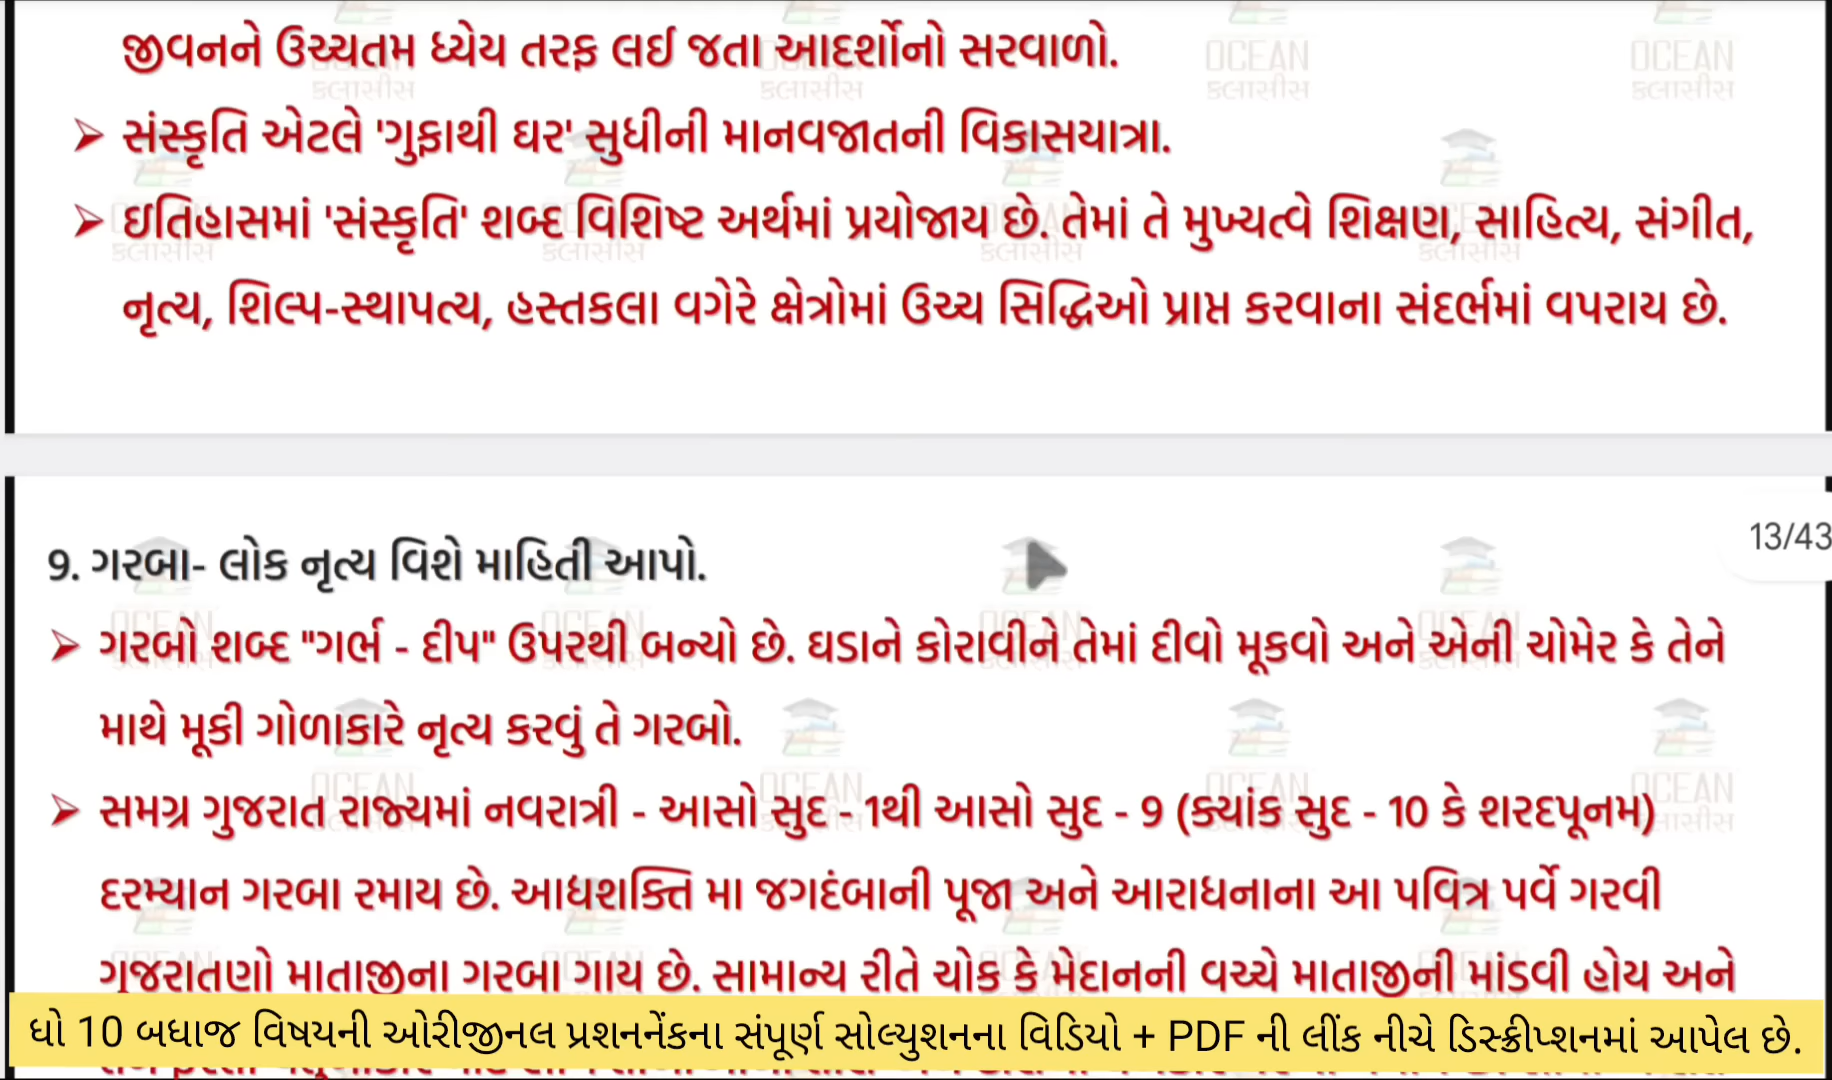 જીવનને ઉચ્ચતમ ધ્યેય તરફ લઈ જતા આદર્શોનો સરવાળો.
➤ સંસ્કૃતિ એટલે 'ગુફાથી ઘર' સુધીની માનવજાતની વિકાસયાત્રા.
➤ ઇતિહાસમાં 'સંસ્કૃતિ' શબ્દ વિશિષ્ટ અર્થમાં પ્રયોજાય છે. તેમાં તે મુખ્યત્વે શિક્ષણ, સાહિત્ય, સંગીત,
નૃત્ય, શિલ્પ-સ્થાપત્ય, હસ્તકલા વગેરે ક્ષેત્રોમાં ઉચ્ચ સિદ્ધિઓ પ્રાપ્ત કરવાના સંદર્ભમાં વપરાય છે.
13/43
9. ગરબા- લોક નૃત્ય વિશે માહિતી આપો.
➤ ગરબો શબ્દ "ગર્ભ - દીપ" ઉપરથી બન્યો છે. ઘડાને કોરાવીને તેમાં દીવો મૂકવો અને એની ચોમેર કે તેને
માથે મૂકી ગોળાકારે નૃત્ય કરવું તે ગરબો.
➤ સમગ્ર ગુજરાત રાજ્યમાં નવરાત્રી - આસો સુદ - 1થી આસો સુદ - 9 (ક્યાંક સુદ - 10 કે શરદપૂનમ)
દરમ્યાન ગરબા રમાય છે. આદ્યશક્તિ મા જગદંબાની પૂજા અને આરાધનાના આ પવિત્ર પર્વે ગરવી
ગુજરાતણો માતાજીના ગરબા ગાય છે. સામાન્ય રીતે ચોક કે મેદાનની વચ્ચે માતાજીની માંડવી હોય અને
ધો 10 બધાજ વિષયની ઓરીજીનલ પ્રશનનેંકના સંપૂર્ણ સોલ્યુશનના વિડિયો + PDF ની લીંક નીચે ડિસ્ક્રીપ્શનમાં આપેલ છે.